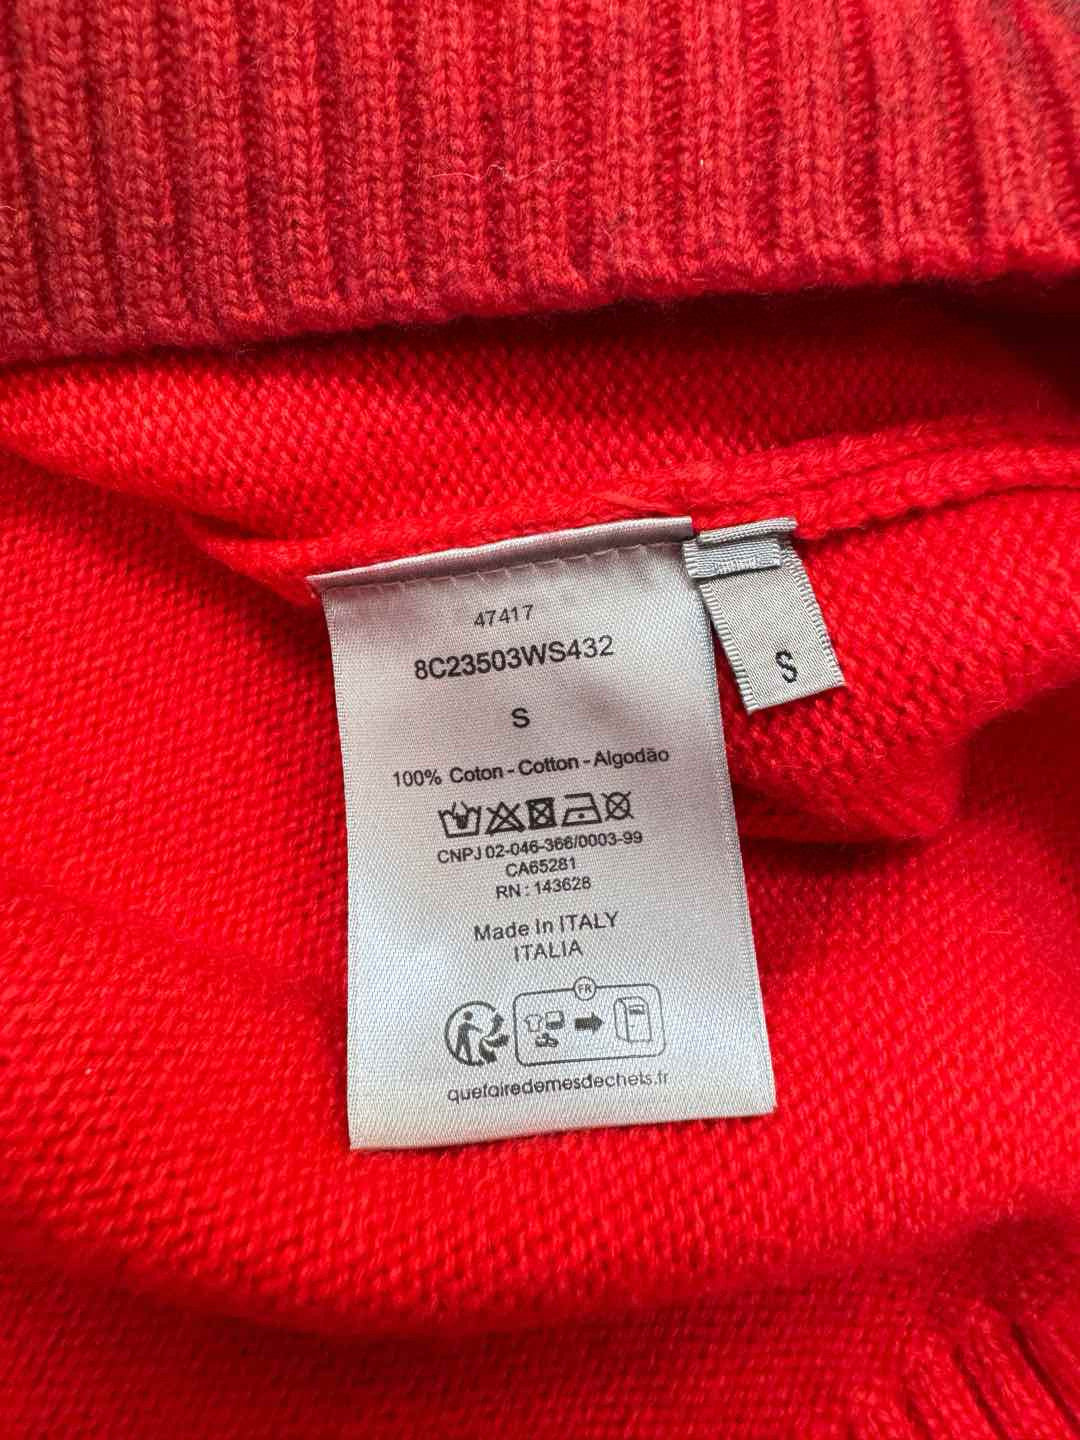 47417
8C23503WS432
S
100% Coton - Cotton - Algodão
CNPJ 02-046-366/0003-99
CA65281
RN : 143628
Made In ITALY
ITALIA
FR
quefairedemesdechets.fr
S